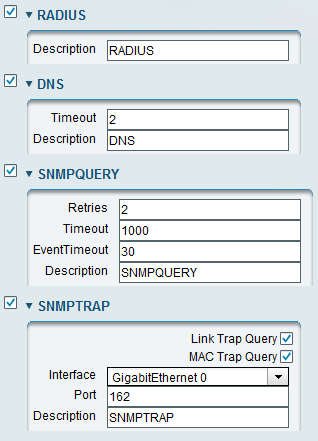 RADIUS
Description RADIUS
DNS
Timeout 2
Description DNS
SNMPQUERY
Retries 2
Timeout 1000
EventTimeout 30
Description SNMPQUERY
SNMPTRAP
Link Trap Query
MAC Trap Query
Interface GigabitEthernet 0
Port 162
Description SNMPTRAP